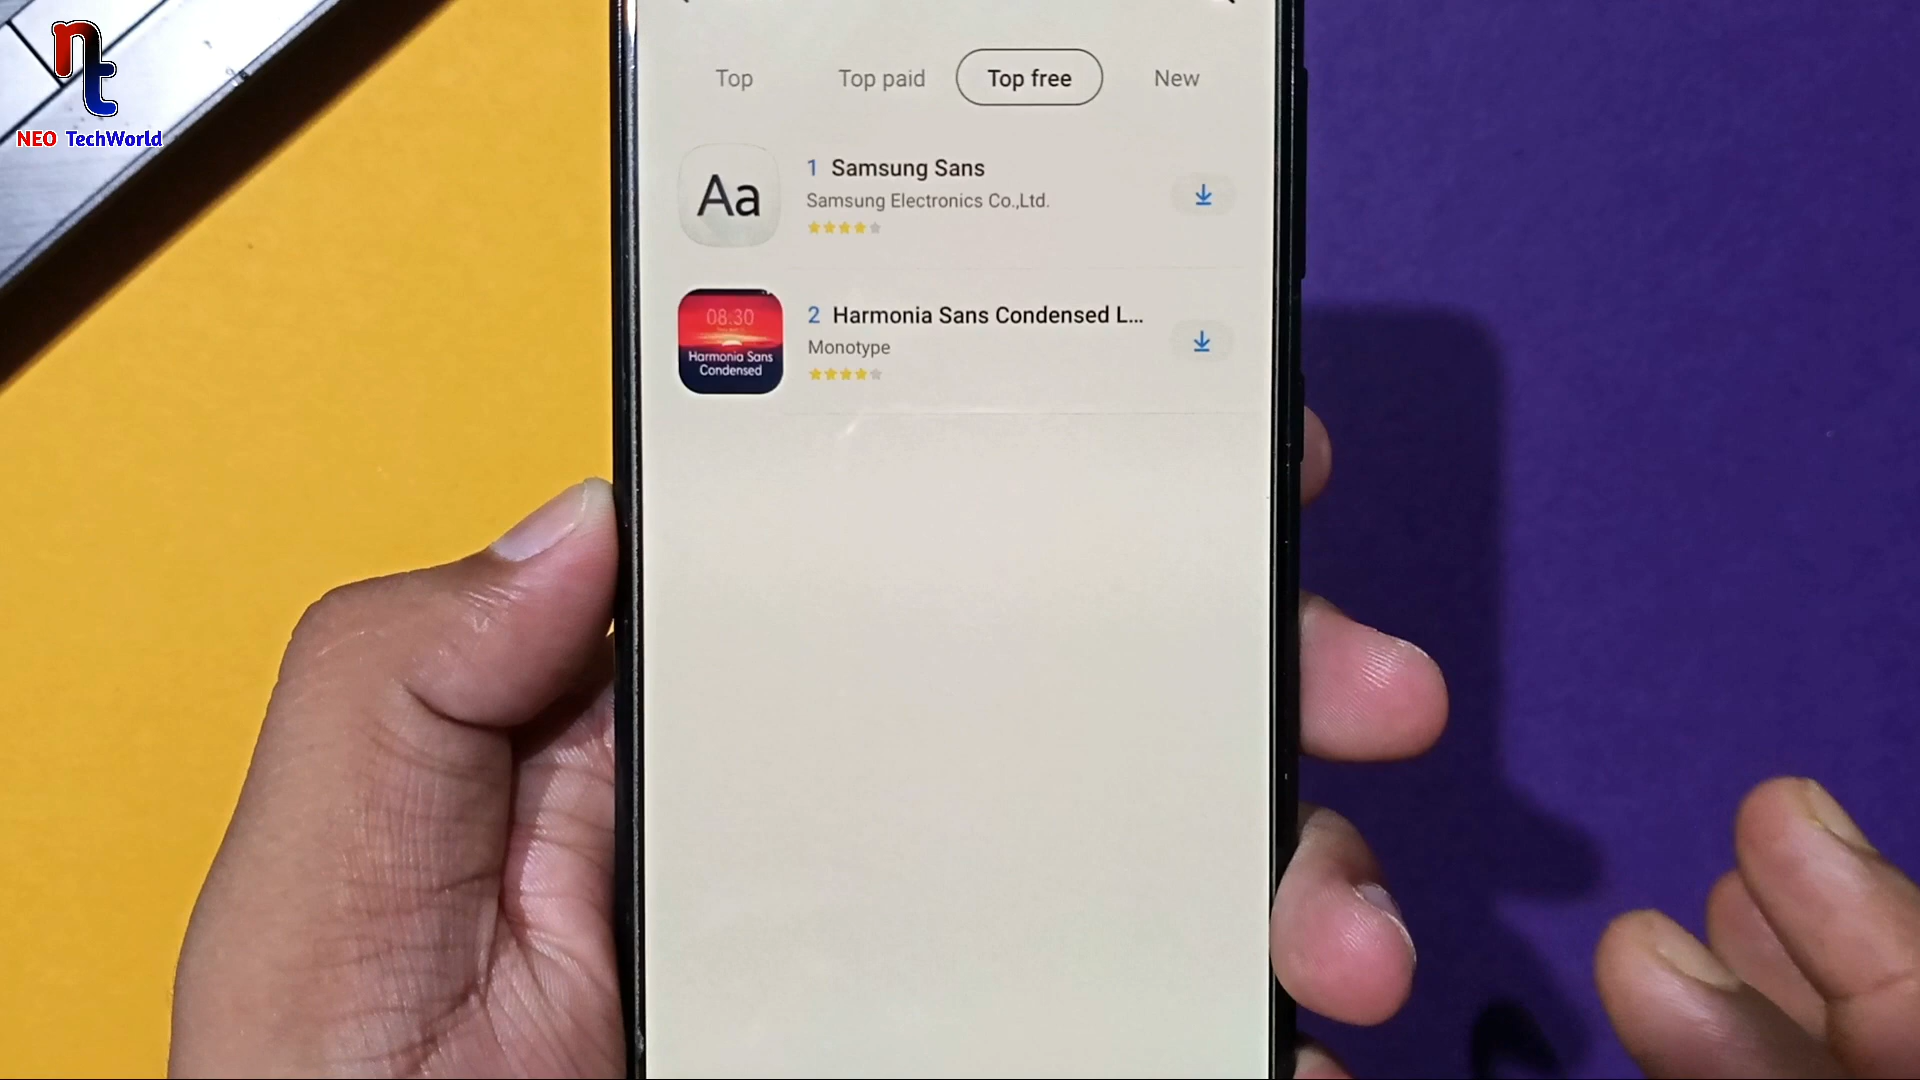 nt
NEO TechWorld
Top
Top paid
Top free
New
Aa
1 Samsung Sans
Samsung Electronics Co.,Ltd.
08:30
Harmonia Sans
Condensed
2 Harmonia Sans Condensed L...
Monotype